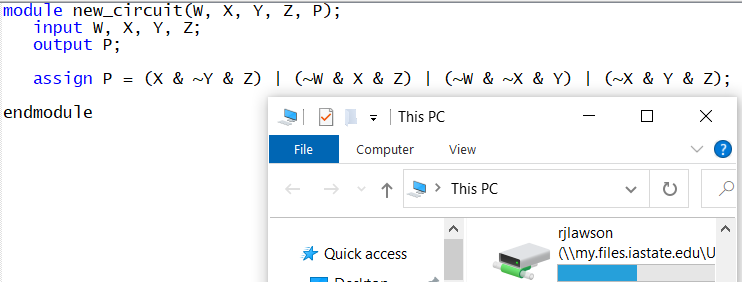 module new_circuit(W, X, Y, Z, P);
input W, X, Y, Z;
output P;
assign P = (X & ~Y & Z) | (~W & X & Z) | (~W & ~X & Y) | (~X & Y & Z);
endmodule
This PC
File Computer View
This PC
Quick access
rjlawson
(\\my.files.iastate.edu\U
Desktop